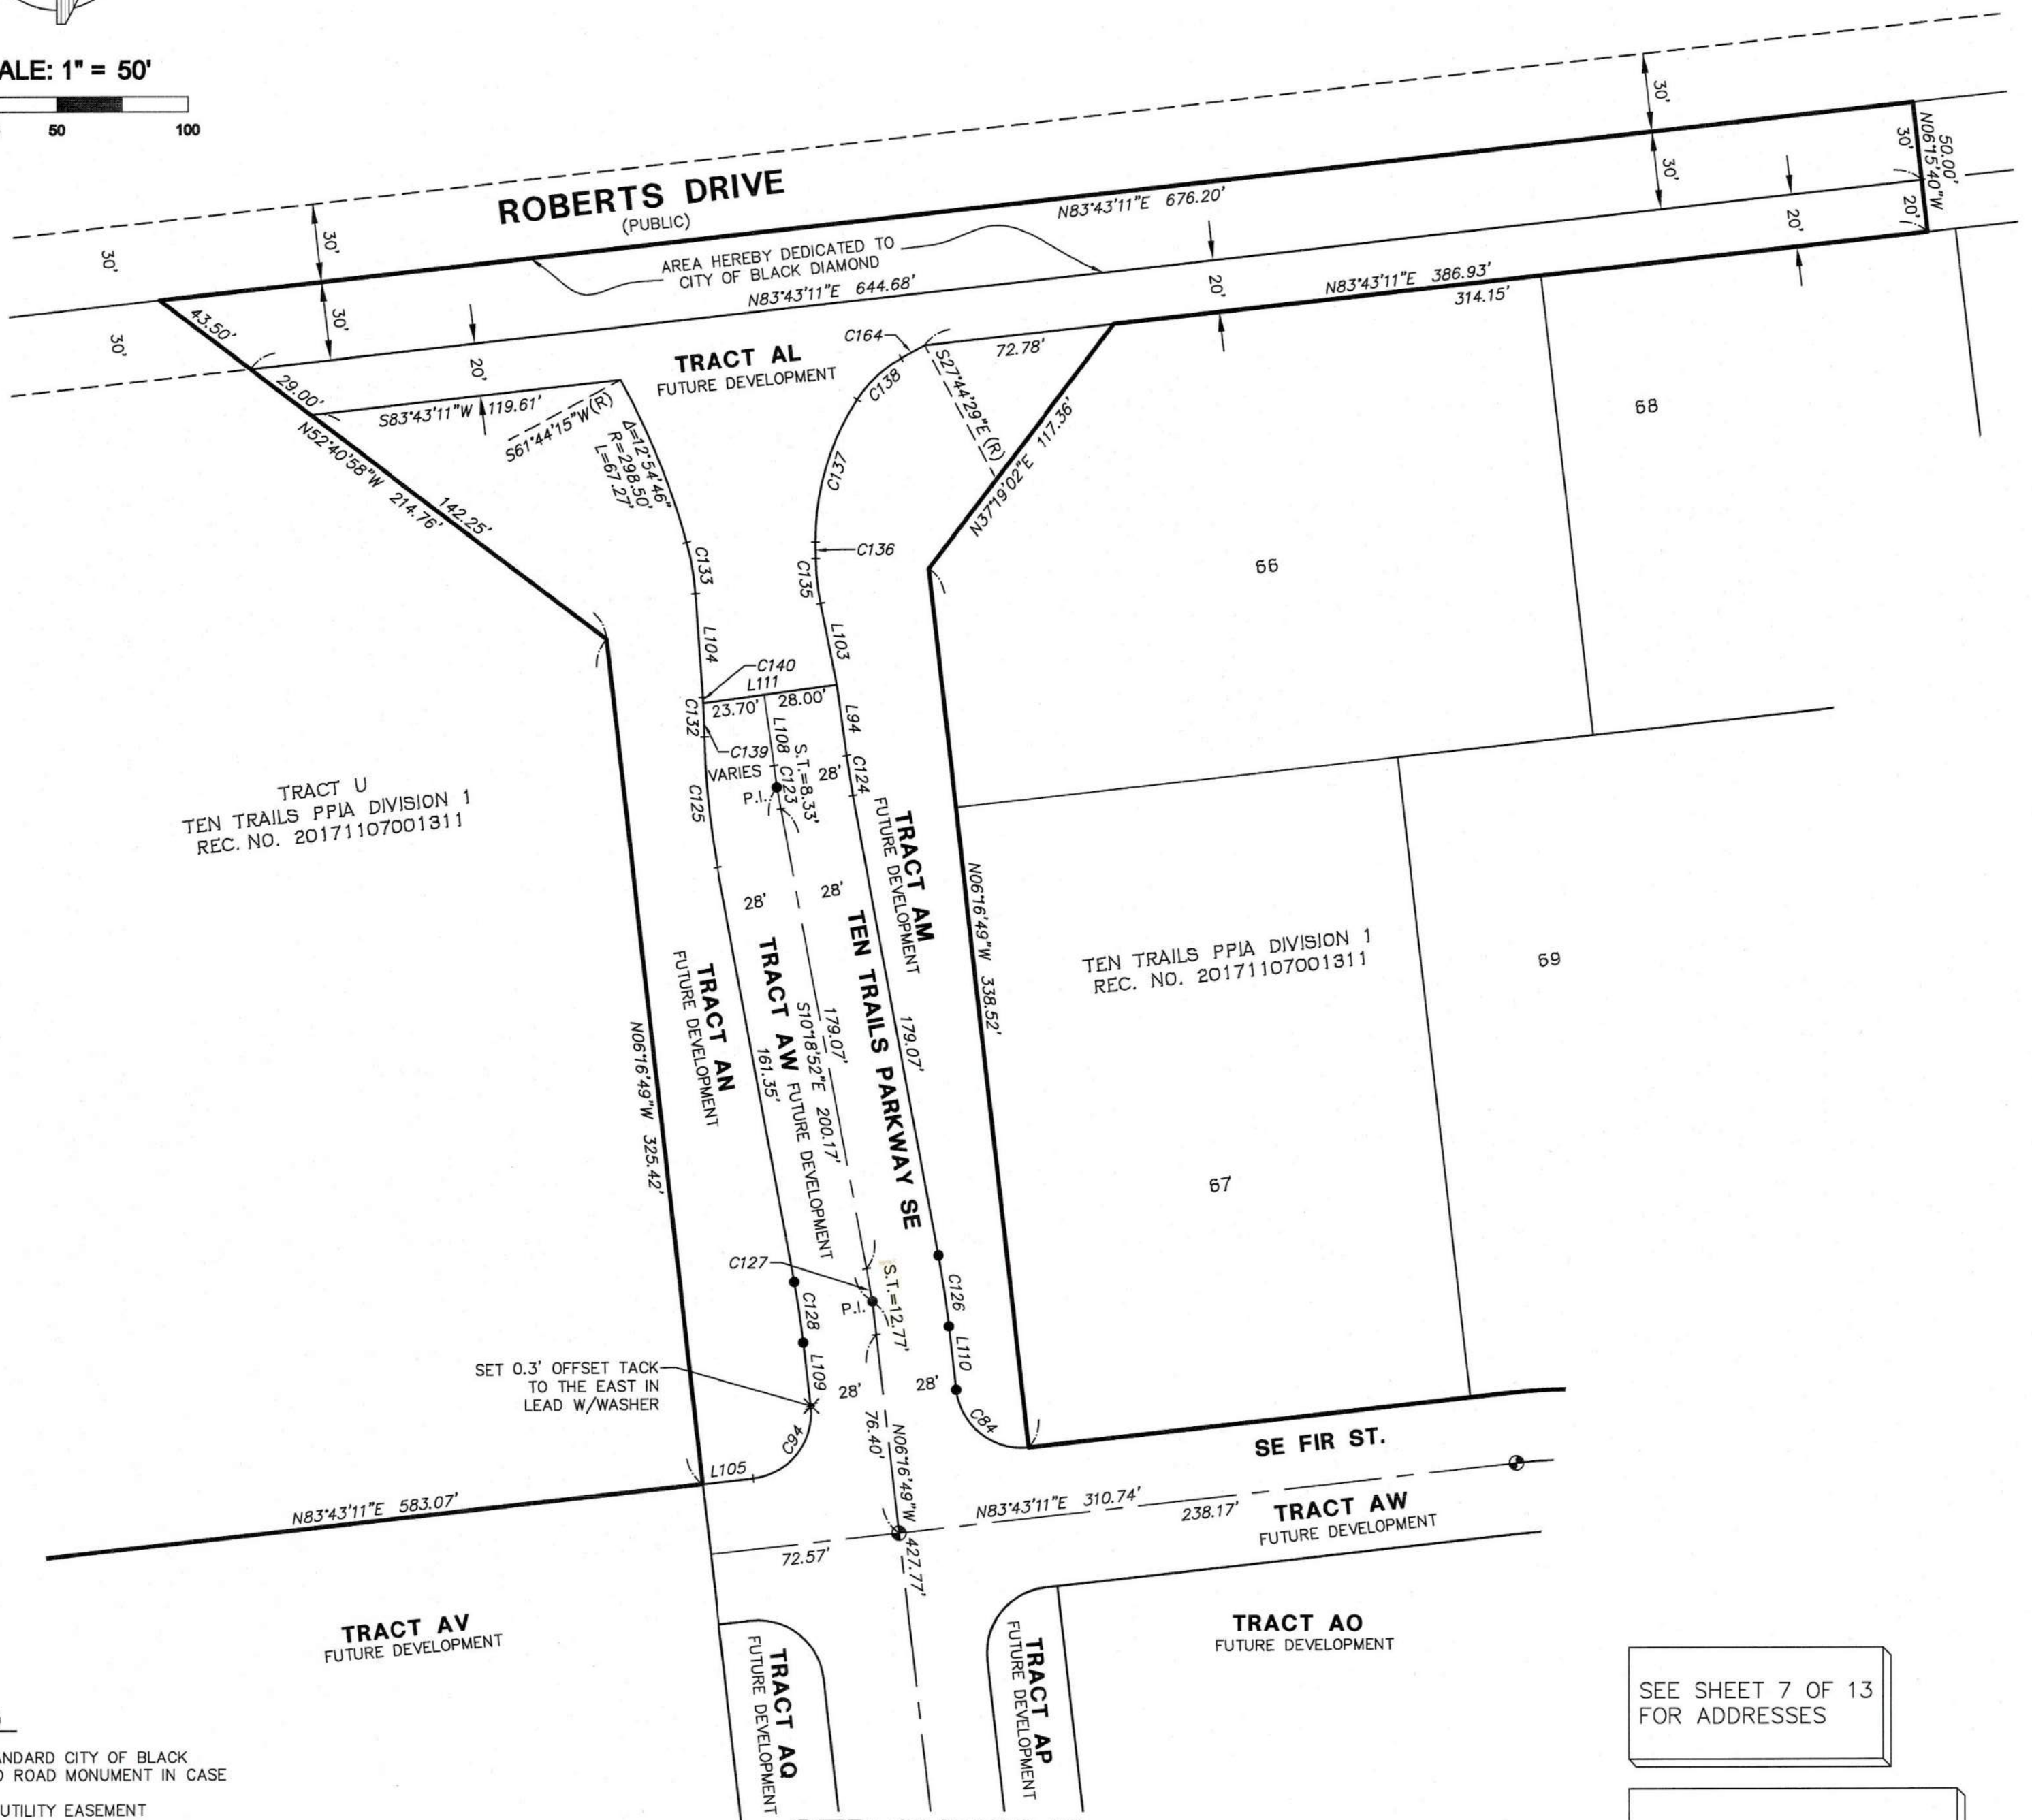 ALE: 1" = 50'
50
100
ROBERTS DRIVE
(PUBLIC)
30'
30'
30'
30'
30'
30'
N83°43'11"E 676.20'
AREA HEREBY DEDICATED TO
CITY OF BLACK DIAMOND
N83°43'11"E 644.68'
N83°43'11"E 386.93'
314.15'
N06°15'40"W
50.00'
30'
20'
20'
20'
20'
43.50'
29.00'
S83°43'11"W 119.61'
S61°44'15"W (R)
N52°40'58"W 214.76'
142.25'
Δ=12°54'46"
R=298.50'
L=67.27'
TRACT AL
FUTURE DEVELOPMENT
C164
72.78'
C138
S27°44'29"E (R)
N37°19'02"E 117.36'
C137
C136
C135
C133
L104
L103
C140
L111
23.70'
28.00'
C132
L108
L94
C139
VARIES
S.T.=8.33'
28'
C124
P.I.
C123
C125
68
66
TRACT U
TEN TRAILS PPIA DIVISION 1
REC. NO. 20171107001311
TRACT AM
FUTURE DEVELOPMENT
N06°16'49"W 338.52'
TEN TRAILS PPIA DIVISION 1
REC. NO. 20171107001311
69
67
28'
28'
TRACT AN
FUTURE DEVELOPMENT
N06°16'49"W 325.42'
TRACT AW FUTURE DEVELOPMENT
161.35'
179.07'
S10°18'52"E 200.17'
TEN TRAILS PARKWAY SE
179.07'
C127
P.I.
S.T.=12.77'
C128
C126
L109
L110
SET 0.3' OFFSET TACK
TO THE EAST IN
LEAD W/WASHER
28'
28'
C94
C84
76.40'
N06°16'49"W 427.77'
L105
N83°43'11"E 583.07'
SE FIR ST.
N83°43'11"E 310.74'
238.17'
TRACT AW
FUTURE DEVELOPMENT
72.57'
TRACT AV
FUTURE DEVELOPMENT
TRACT AQ
FUTURE DEVELOPMENT
TRACT AP
FUTURE DEVELOPMENT
TRACT AO
FUTURE DEVELOPMENT
SEE SHEET 7 OF 13
FOR ADDRESSES
ANDARD CITY OF BLACK
D ROAD MONUMENT IN CASE
UTILITY EASEMENT